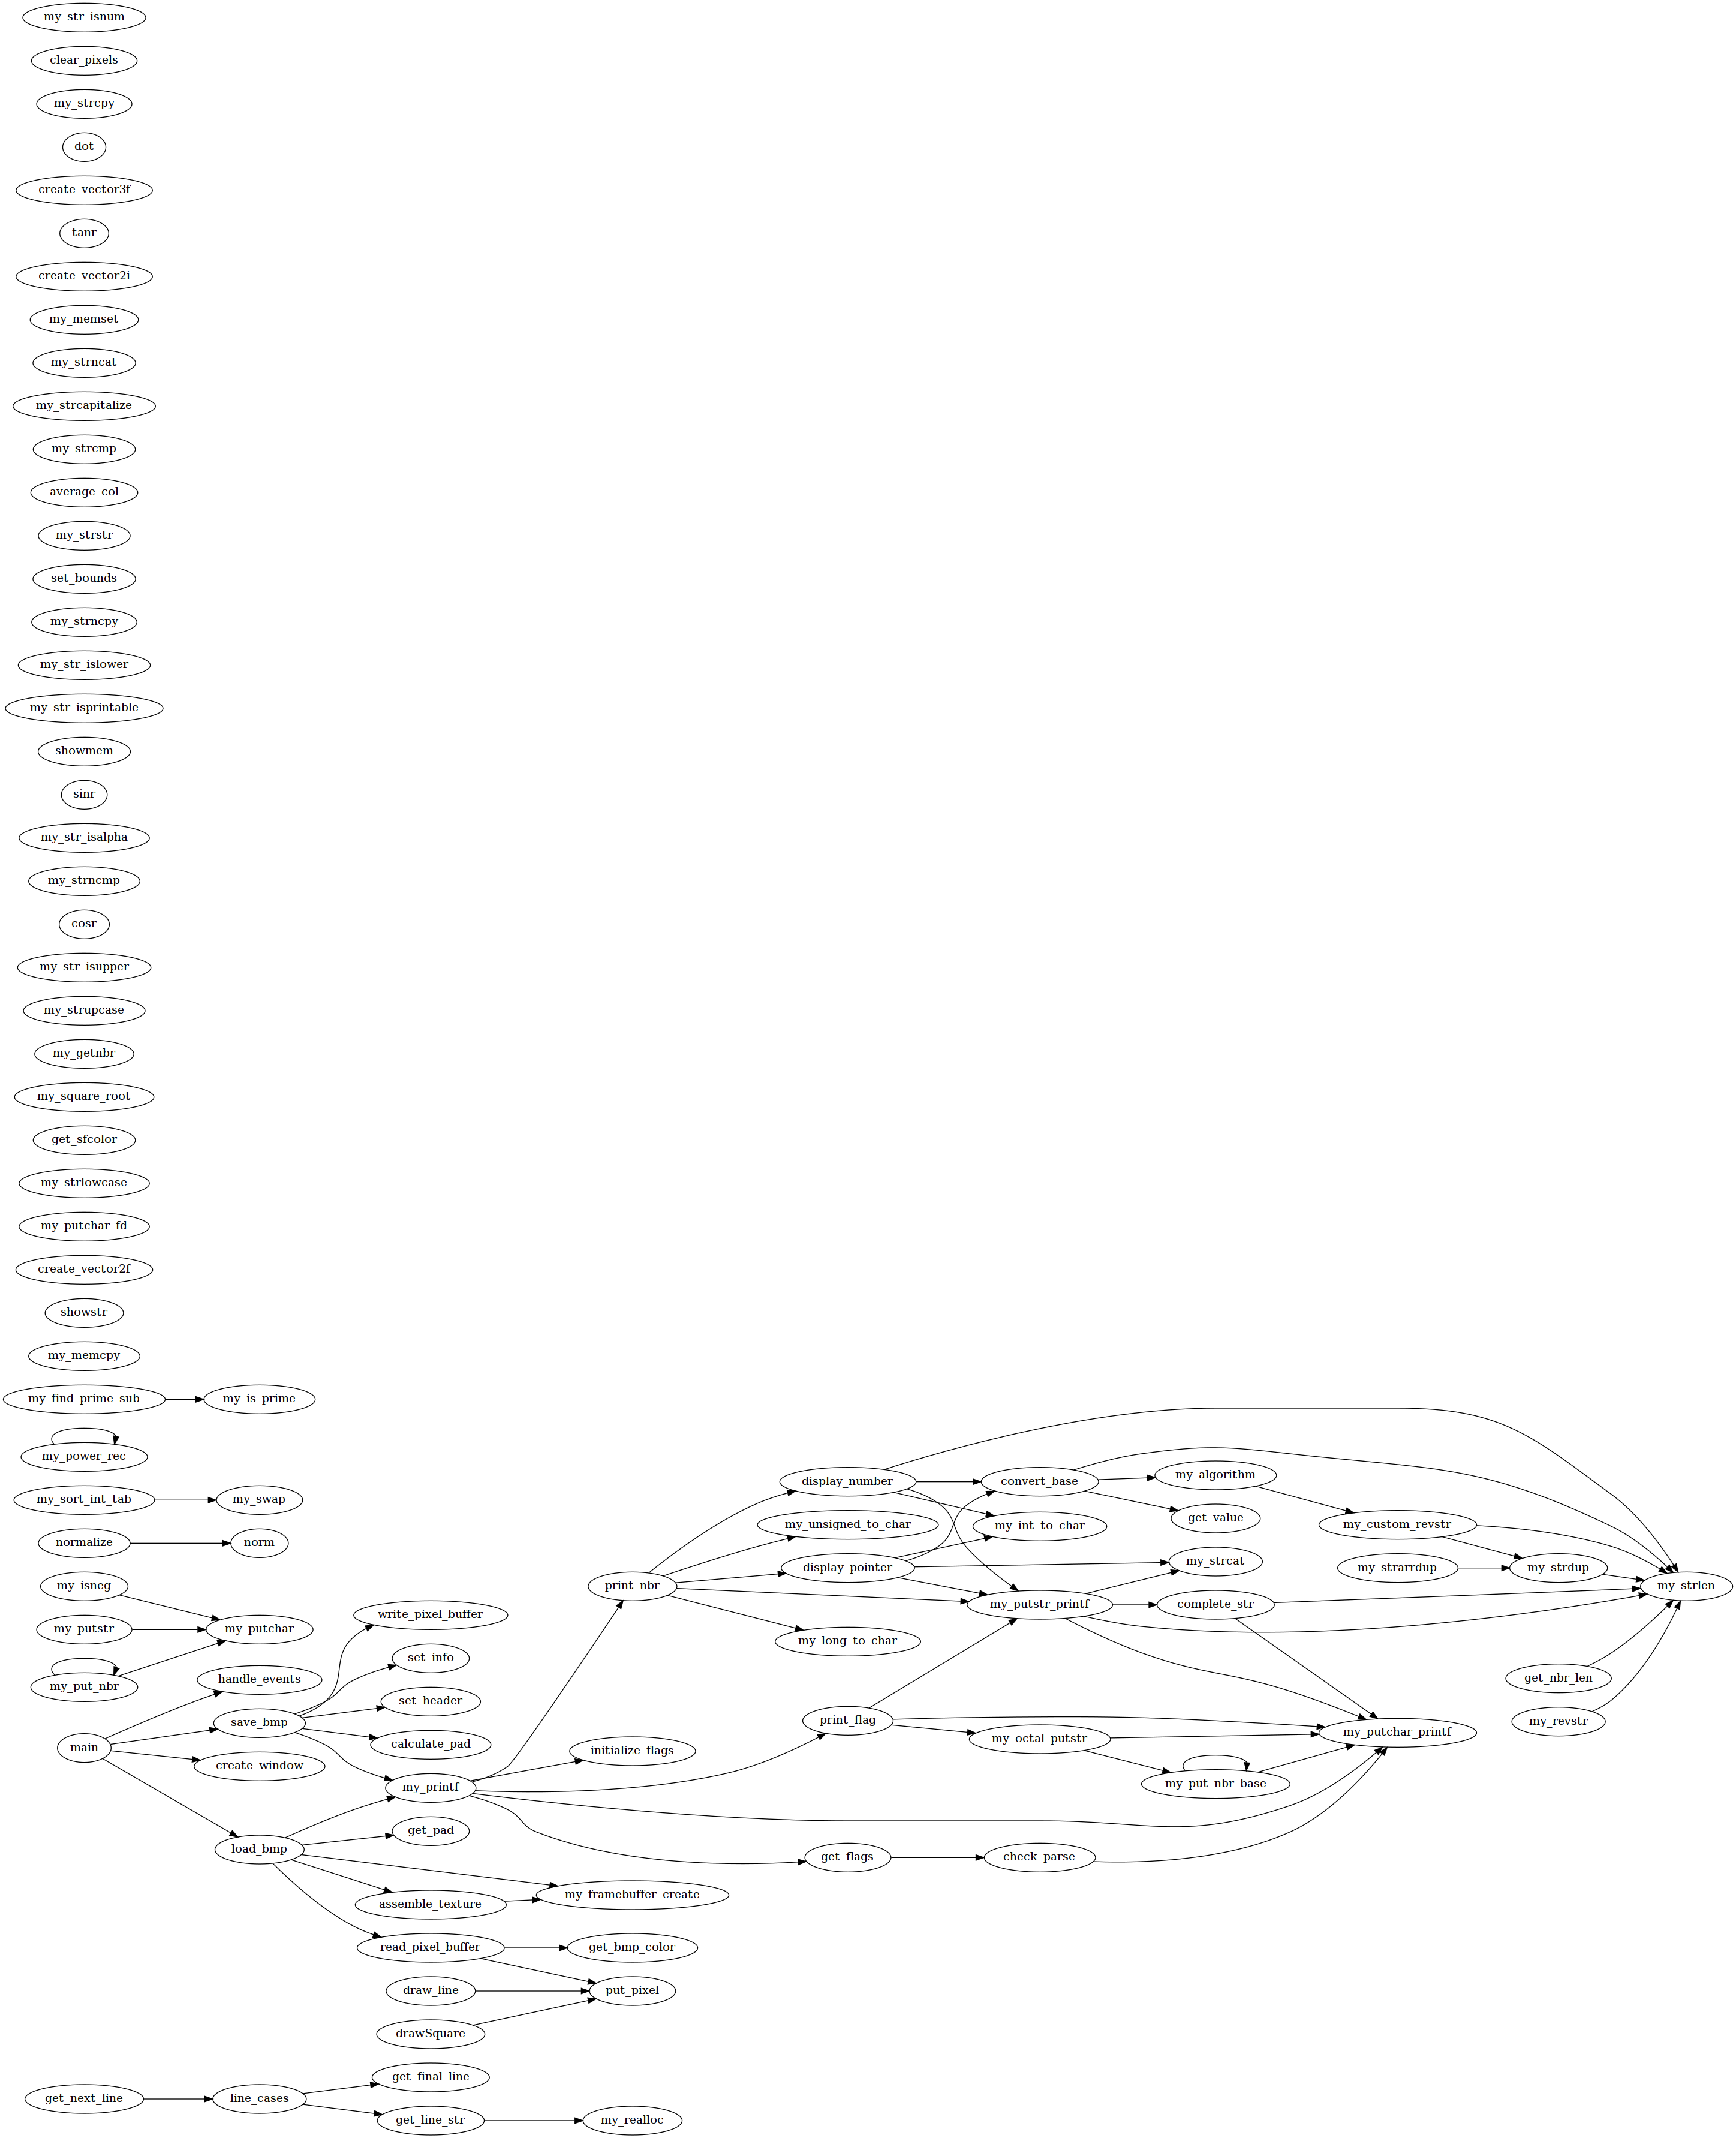 my_str_isnum
clear_pixels
my_strcpy
dot
create_vector3f
tanr
create_vector2i
my_memset
my_strncat
my_strcapitalize
my_strcmp
average_col
my_strstr
set_bounds
my_strncpy
my_str_islower
my_str_isprintable
showmem
sinr
my_str_isalpha
my_strncmp
cosr
my_str_isupper
my_strupcase
my_getnbr
my_square_root
get_sfcolor
my_strlowcase
my_putchar_fd
create_vector2f
showstr
my_memcpy
my_find_prime_sub
my_is_prime
my_power_rec
my_sort_int_tab
my_swap
normalize
norm
my_isneg
my_putstr
my_putchar
my_put_nbr
handle_events
main
save_bmp
create_window
load_bmp
write_pixel_buffer
set_info
set_header
calculate_pad
my_printf
get_pad
assemble_texture
read_pixel_buffer
draw_line
drawSquare
print_nbr
initialize_flags
my_framebuffer_create
get_bmp_color
put_pixel
display_number
my_unsigned_to_char
display_pointer
my_long_to_char
print_flag
get_flags
convert_base
my_int_to_char
my_putstr_printf
my_octal_putstr
check_parse
my_algorithm
get_value
my_strcat
complete_str
my_put_nbr_base
my_custom_revstr
my_strarrdup
my_putchar_printf
my_strdup
get_nbr_len
my_revstr
my_strlen
get_next_line
line_cases
get_final_line
get_line_str
my_realloc